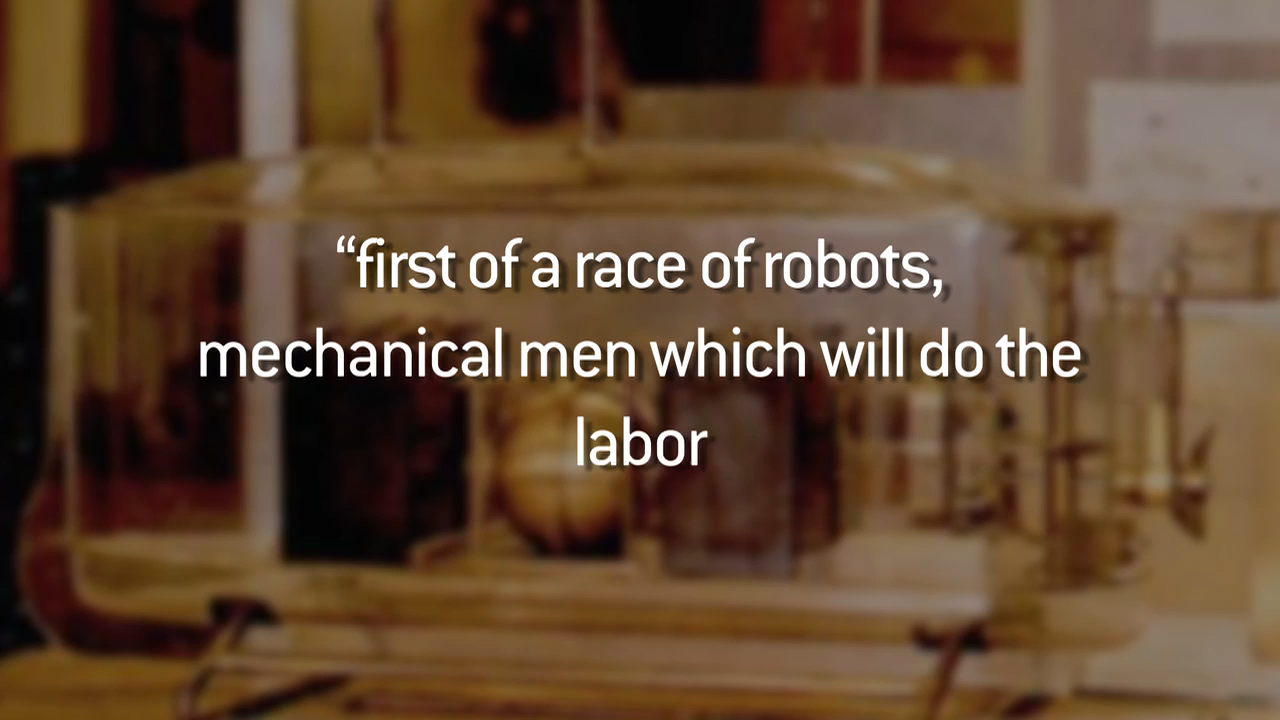 “first of a race of robots,
mechanical men which will do the
labor